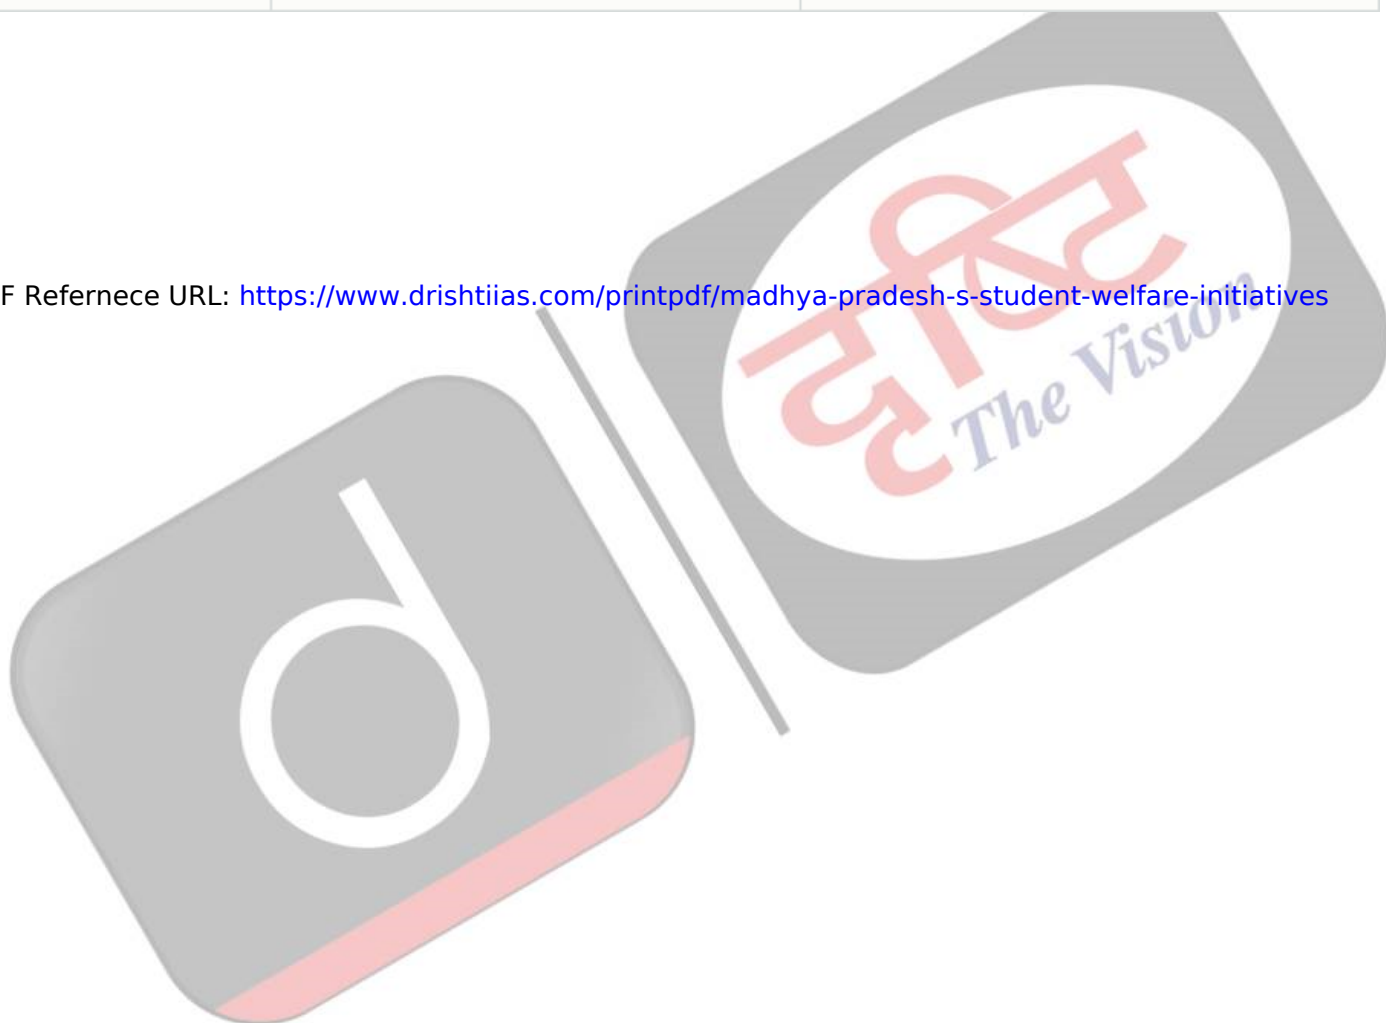 दृष्टि
F Refernece URL: https://www.drishtiias.com/printpdf/madhya-pradesh-s-student-welfare-initiatives
The Vision
d